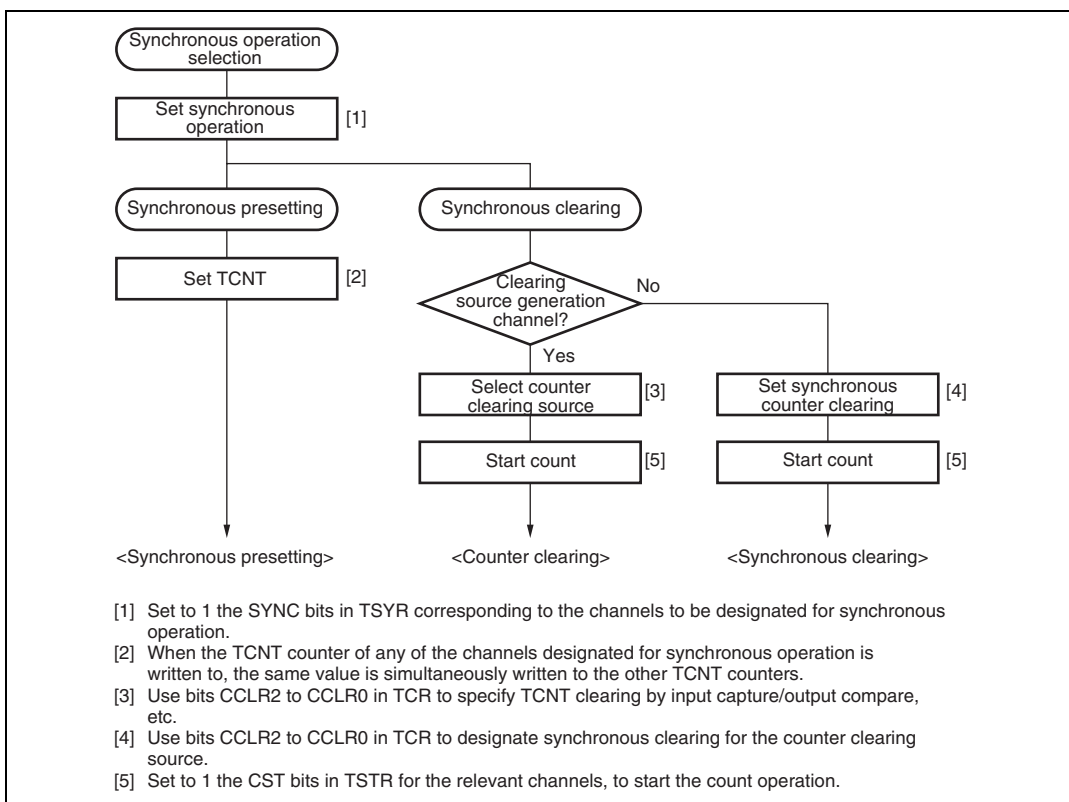 Synchronous operation
selection
Set synchronous
operation
[1]
Synchronous presetting
Synchronous clearing
Set TCNT
[2]
Clearing
source generation
channel?
No
Yes
Select counter
clearing source
[3]
Set synchronous
counter clearing
[4]
Start count
[5]
Start count
[5]
<Synchronous presetting>
<Counter clearing>
<Synchronous clearing>
[1] Set to 1 the SYNC bits in TSYR corresponding to the channels to be designated for synchronous
operation.
[2] When the TCNT counter of any of the channels designated for synchronous operation is
written to, the same value is simultaneously written to the other TCNT counters.
[3] Use bits CCLR2 to CCLR0 in TCR to specify TCNT clearing by input capture/output compare,
etc.
[4] Use bits CCLR2 to CCLR0 in TCR to designate synchronous clearing for the counter clearing
source.
[5] Set to 1 the CST bits in TSTR for the relevant channels, to start the count operation.